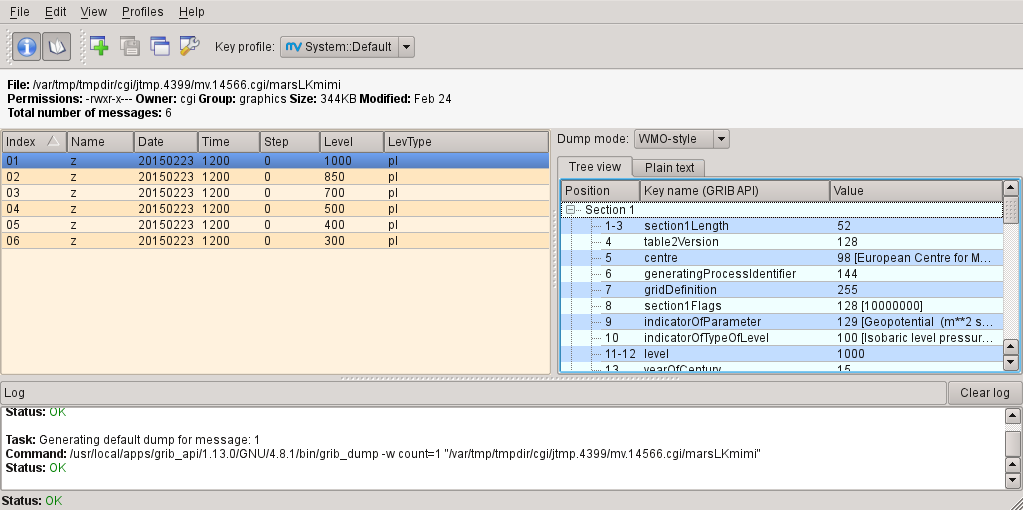 File Edit View Profiles Help
Key profile: mv System::Default
File: /var/tmp/tmpdir/cgi/jtmp.4399/mv.14566.cgi/marsLKmimi
Permissions: -rwxr-x--- Owner: cgi Group: graphics Size: 344KB Modified: Feb 24
Total number of messages: 6
Index Name Date Time Step Level LevType
01 z 20150223 1200 0 1000 pl
02 z 20150223 1200 0 850 pl
03 z 20150223 1200 0 700 pl
04 z 20150223 1200 0 500 pl
05 z 20150223 1200 0 400 pl
06 z 20150223 1200 0 300 pl
Dump mode: WMO-style
Tree view Plain text
Position Key name (GRIB API) Value
Section 1
1-3 section1Length 52
4 table2Version 128
5 centre 98 [European Centre for M...
6 generatingProcessIdentifier 144
7 gridDefinition 255
8 section1Flags 128 [10000000]
9 indicatorOfParameter 129 [Geopotential (m**2 s...
10 indicatorOfTypeOfLevel 100 [Isobaric level pressur...
11-12 level 1000
13 yearOfCentury 15
Log Clear log
Status: OK
Task: Generating default dump for message: 1
Command: /usr/local/apps/grib_api/1.13.0/GNU/4.8.1/bin/grib_dump -w count=1 "/var/tmp/tmpdir/cgi/jtmp.4399/mv.14566.cgi/marsLKmimi"
Status: OK
Status: OK